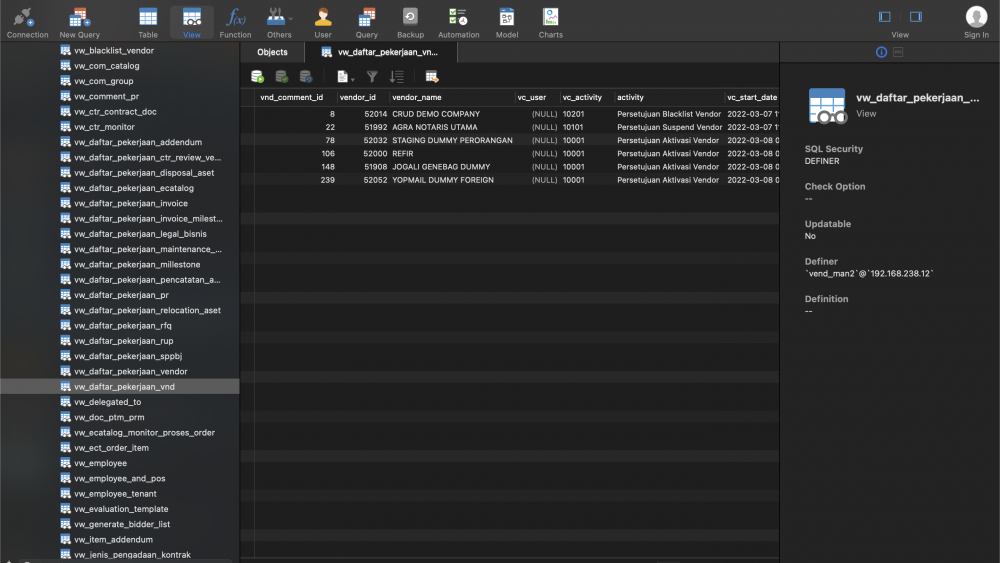 Connection New Query Table View Function Others User Query Backup Automation Model Charts View Sign In
f(x)
Objects vw_daftar_pekerjaan_vn...
vw_blacklist_vendor
vw_com_catalog
vw_com_group
vw_comment_pr
vw_ctr_contract_doc
vw_ctr_monitor
vw_daftar_pekerjaan_addendum
vw_daftar_pekerjaan_ctr_review_ve...
vw_daftar_pekerjaan_disposal_aset
vw_daftar_pekerjaan_ecatalog
vw_daftar_pekerjaan_invoice
vw_daftar_pekerjaan_invoice_milest...
vw_daftar_pekerjaan_legal_bisnis
vw_daftar_pekerjaan_maintenance_...
vw_daftar_pekerjaan_millestone
vw_daftar_pekerjaan_pencatatan_a...
vw_daftar_pekerjaan_pr
vw_daftar_pekerjaan_relocation_aset
vw_daftar_pekerjaan_rfq
vw_daftar_pekerjaan_rup
vw_daftar_pekerjaan_sppbj
vw_daftar_pekerjaan_vendor
vw_daftar_pekerjaan_vnd
vw_delegated_to
vw_doc_ptm_prm
vw_ecatalog_monitor_proses_order
vw_ect_order_item
vw_employee
vw_employee_and_pos
vw_employee_tenant
vw_evaluation_template
vw_generate_bidder_list
vw_item_addendum
vw_jenis_pengadaan_kontrak
vnd_comment_id vendor_id vendor_name vc_user vc_activity activity vc_start_date
8 52014 CRUD DEMO COMPANY (NULL) 10201 Persetujuan Blacklist Vendor 2022-03-07 1
22 51992 AGRA NOTARIS UTAMA (NULL) 10101 Persetujuan Suspend Vendor 2022-03-07 1
78 52032 STAGING DUMMY PERORANGAN (NULL) 10001 Persetujuan Aktivasi Vendor 2022-03-08 0
106 52000 REFIR (NULL) 10001 Persetujuan Aktivasi Vendor 2022-03-08 0
148 51908 JOGALI GENEBAG DUMMY (NULL) 10001 Persetujuan Aktivasi Vendor 2022-03-08 0
239 52052 YOPMAIL DUMMY FOREIGN (NULL) 10001 Persetujuan Aktivasi Vendor 2022-03-08 0
vw_daftar_pekerjaan_...
View
SQL Security
DEFINER
Check Option
--
Updatable
No
Definer
`vend_man2`@`192.168.238.12`
Definition
--